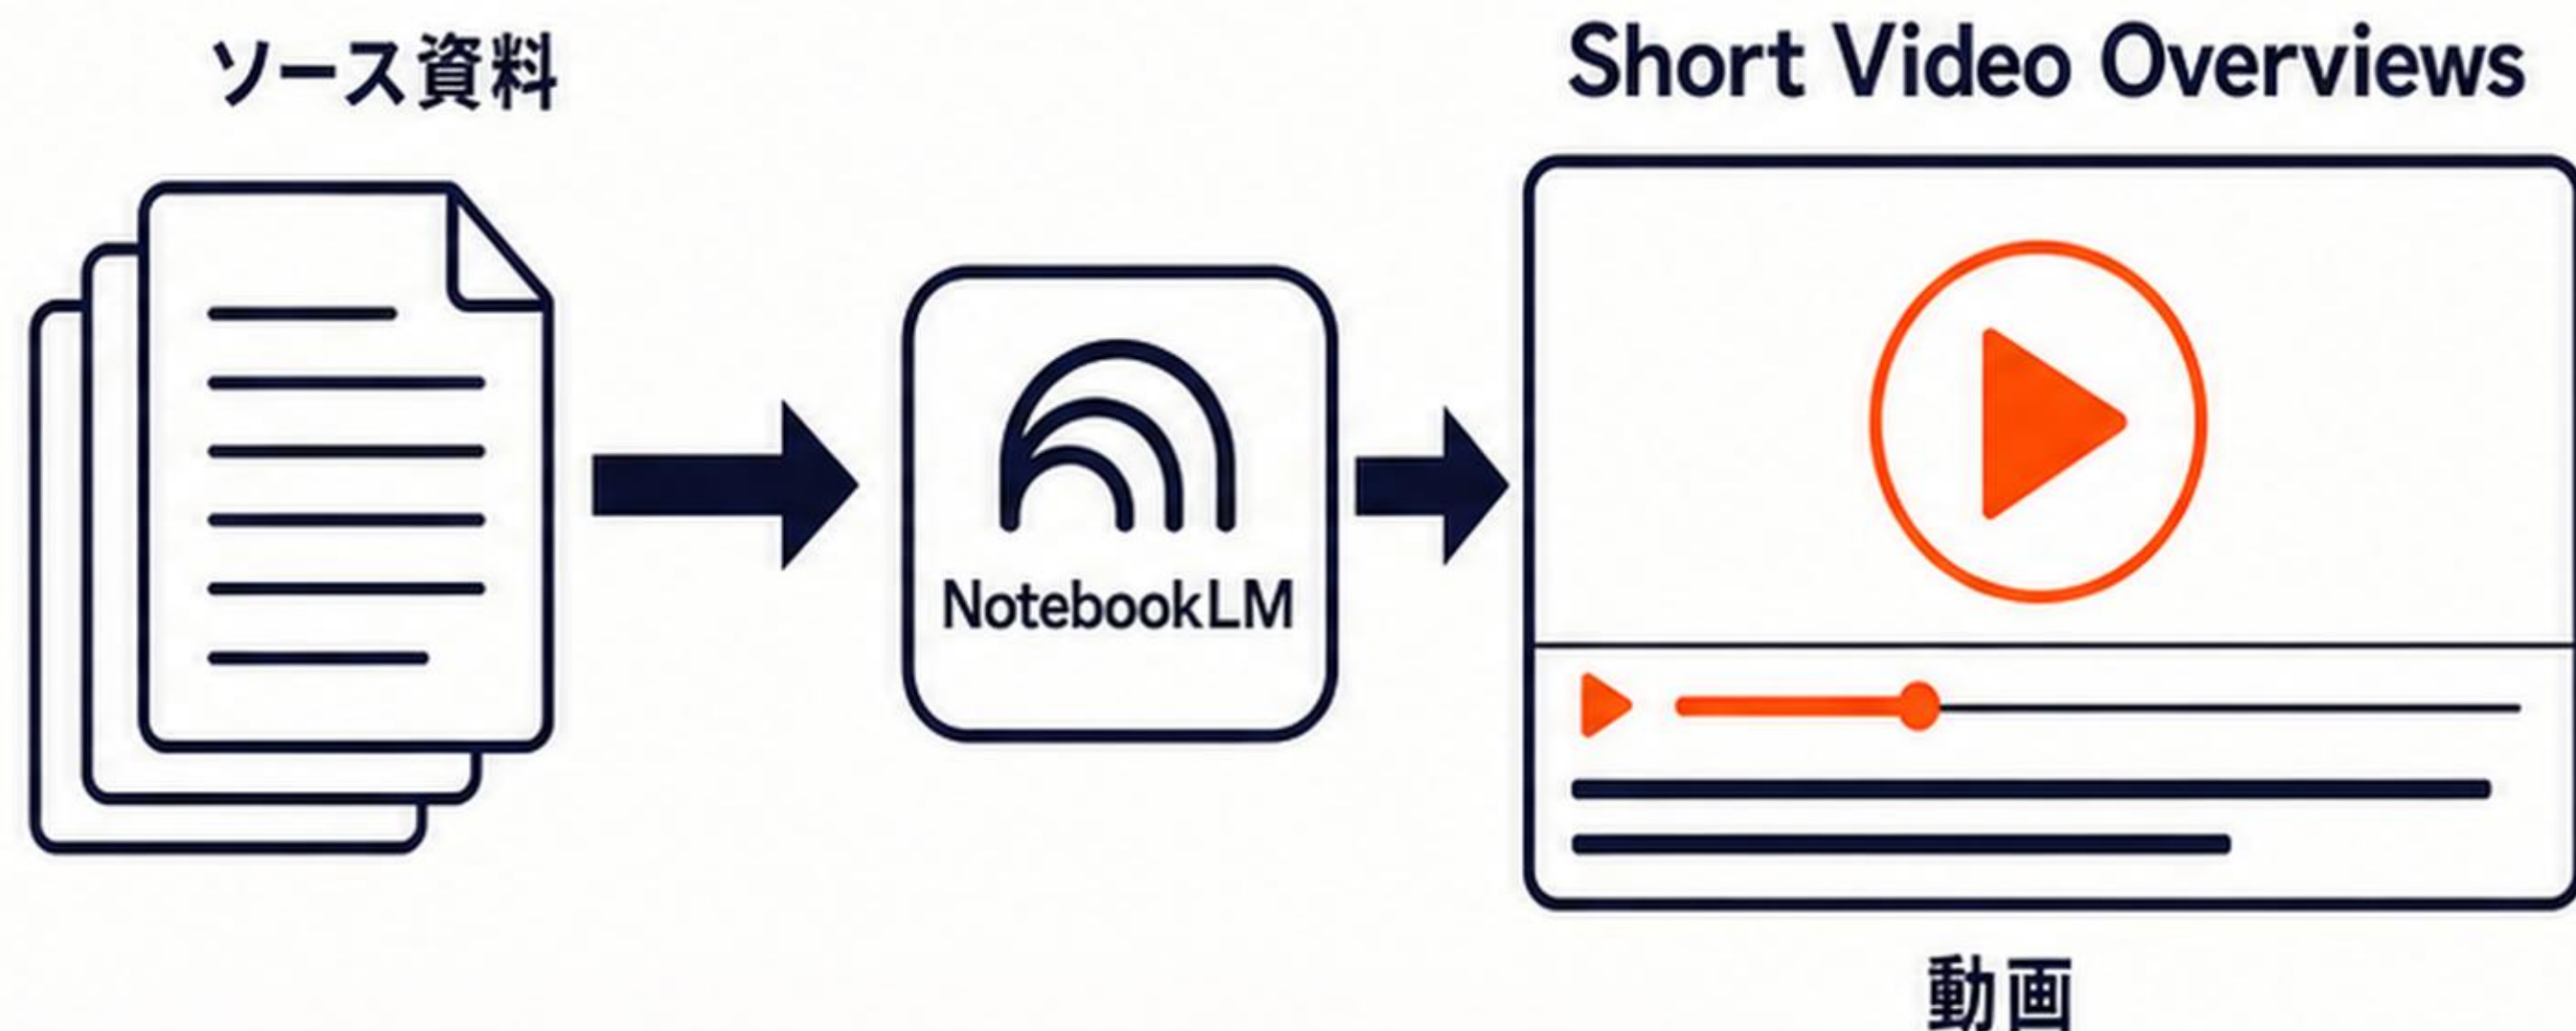 ソース資料
Short Video Overviews
NotebookLM
動画